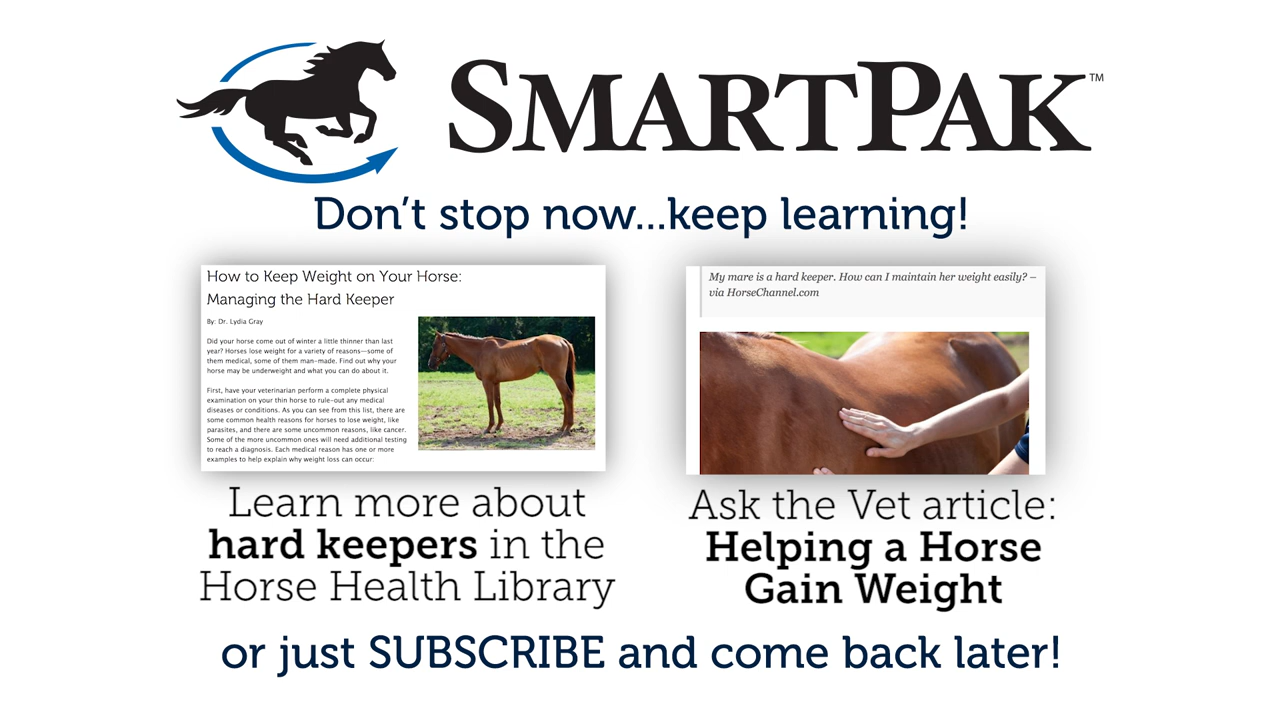 SMARTPAK™
Don't stop now...keep learning!
How to Keep Weight on Your Horse:
Managing the Hard Keeper
By: Dr. Lydia Gray
Did your horse come out of winter a little thinner than last
year? Horses lose weight for a variety of reasons—some of
them medical, some of them man-made. Find out why your
horse may be underweight and what you can do about it.
First, have your veterinarian perform a complete physical
examination on your thin horse to rule-out any medical
diseases or conditions. As you can see from this list, there are
some common health reasons for horses to lose weight, like
parasites, and there are some uncommon reasons, like cancer.
Some of the more uncommon ones will need additional testing
to reach a diagnosis. Each medical reason has one or more
examples to help explain why weight loss can occur:
Learn more about
hard keepers in the
Horse Health Library
My mare is a hard keeper. How can I maintain her weight easily? –
via HorseChannel.com
Ask the Vet article:
Helping a Horse
Gain Weight
or just SUBSCRIBE and come back later!